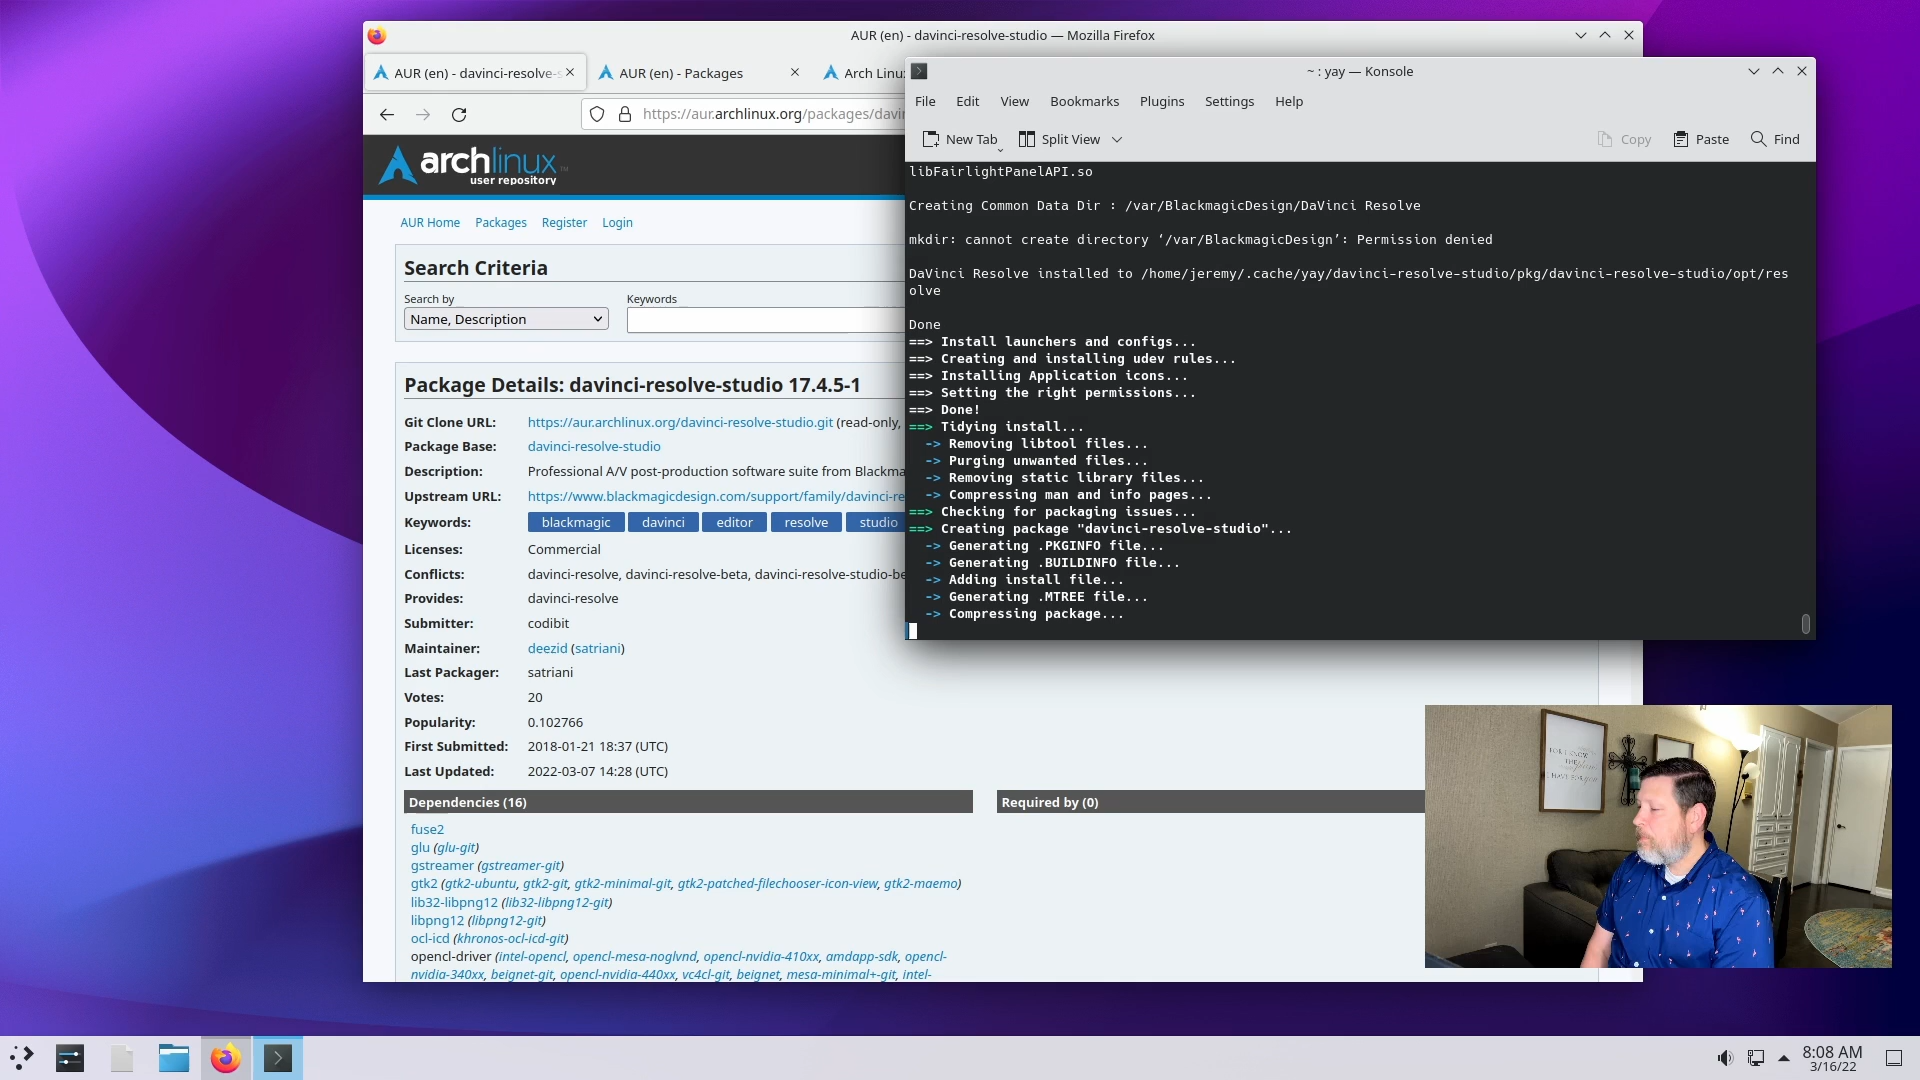 AUR (en) - davinci-resolve-studio — Mozilla Firefox
AUR (en) - davinci-resolve-s
AUR (en) - Packages
Arch Linu
https://aur.archlinux.org/packages/davi
archlinux
user repository
AUR Home Packages Register Login
Search Criteria
Search by
Keywords
Name, Description
Package Details: davinci-resolve-studio 17.4.5-1
Git Clone URL: https://aur.archlinux.org/davinci-resolve-studio.git (read-only,
Package Base: davinci-resolve-studio
Description: Professional A/V post-production software suite from Blackma
Upstream URL: https://www.blackmagicdesign.com/support/family/davinci-re
Keywords: blackmagic davinci editor resolve studio
Licenses: Commercial
Conflicts: davinci-resolve, davinci-resolve-beta, davinci-resolve-studio-be
Provides: davinci-resolve
Submitter: codibit
Maintainer: deezid (satriani)
Last Packager: satriani
Votes: 20
Popularity: 0.102766
First Submitted: 2018-01-21 18:37 (UTC)
Last Updated: 2022-03-07 14:28 (UTC)
Dependencies (16)
Required by (0)
fuse2
glu (glu-git)
gstreamer (gstreamer-git)
gtk2 (gtk2-ubuntu, gtk2-git, gtk2-minimal-git, gtk2-patched-filechooser-icon-view, gtk2-maemo)
lib32-libpng12 (lib32-libpng12-git)
libpng12 (libpng12-git)
ocl-icd (khronos-ocl-icd-git)
opencl-driver (intel-opencl, opencl-mesa-noglvnd, opencl-nvidia-410xx, amdapp-sdk, opencl-
nvidia-340xx, beignet-git, opencl-nvidia-440xx, vc4cl-git, beignet, mesa-minimal+-git, intel-
~ : yay — Konsole
File Edit View Bookmarks Plugins Settings Help
New Tab Split View Copy Paste Find
libFairlightPanelAPI.so
Creating Common Data Dir : /var/BlackmagicDesign/DaVinci Resolve
mkdir: cannot create directory ‘/var/BlackmagicDesign’: Permission denied
DaVinci Resolve installed to /home/jeremy/.cache/yay/davinci-resolve-studio/pkg/davinci-resolve-studio/opt/res
olve
Done
==> Install launchers and configs...
==> Creating and installing udev rules...
==> Installing Application icons...
==> Setting the right permissions...
==> Done!
==> Tidying install...
-> Removing libtool files...
-> Purging unwanted files...
-> Removing static library files...
-> Compressing man and info pages...
==> Checking for packaging issues...
==> Creating package "davinci-resolve-studio"...
-> Generating .PKGINFO file...
-> Generating .BUILDINFO file...
-> Adding install file...
-> Generating .MTREE file...
-> Compressing package...
FOR I KNOW
THE plans
I HAVE FOR you
8:08 AM
3/16/22